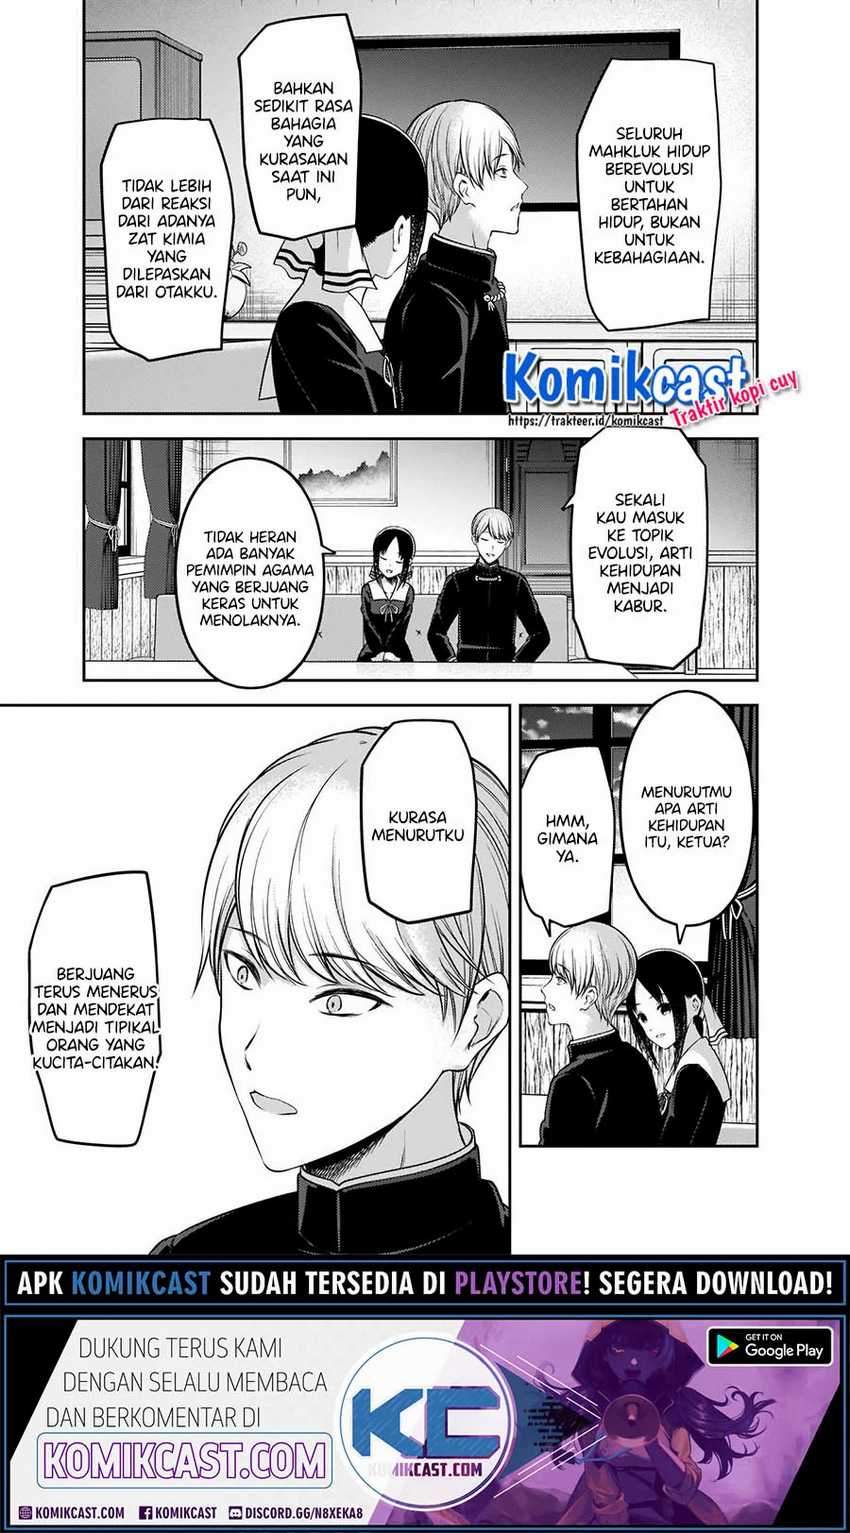 SELURUH
MAHKLUK HIDUP
BEREVOLUSI
UNTUK
BERTAHAN
HIDUP, BUKAN
UNTUK
KEBAHAGIAAN.
BAHKAN
SEDIKIT RASA
BAHAGIA
YANG
KURASAKAN
SAAT INI
PUN,
TIDAK LEBIH
DARI REAKSI
DARI ADANYA
ZAT KIMIA
YANG
DILEPASKAN
DARI OTAKKU.
Komikcast
Traktir kopi cuy
https://trakteer.id/komikcast
SEKALI
KAU MASUK
KE TOPIK
EVOLUSI, ARTI
KEHIDUPAN
MENJADI
KABUR.
TIDAK HERAN
ADA BANYAK
PEMIMPIN AGAMA
YANG BERJUANG
KERAS UNTUK
MENOLAKNYA.
MENURUTMU
APA ARTI
KEHIDUPAN
ITU, KETUA?
HMM,
GIMANA
YA.
KURASA
MENURUTKU
BERJUANG
TERUS MENERUS
DAN MENDEKAT
MENJADI TIPIKAL
ORANG YANG
KUCITA-CITAKAN.
APK KOMIKCAST SUDAH TERSEDIA DI PLAYSTORE! SEGERA DOWNLOAD!
DUKUNG TERUS KAMI
DENGAN SELALU MEMBACA
DAN BERKOMENTAR DI
KOMIKCAST.COM
KOMIKCAST.COM KOMIKCAST DISCORD.GG/N8XEKA8
KC
KOMIKCAST.COM
GET IT ON
Google Play